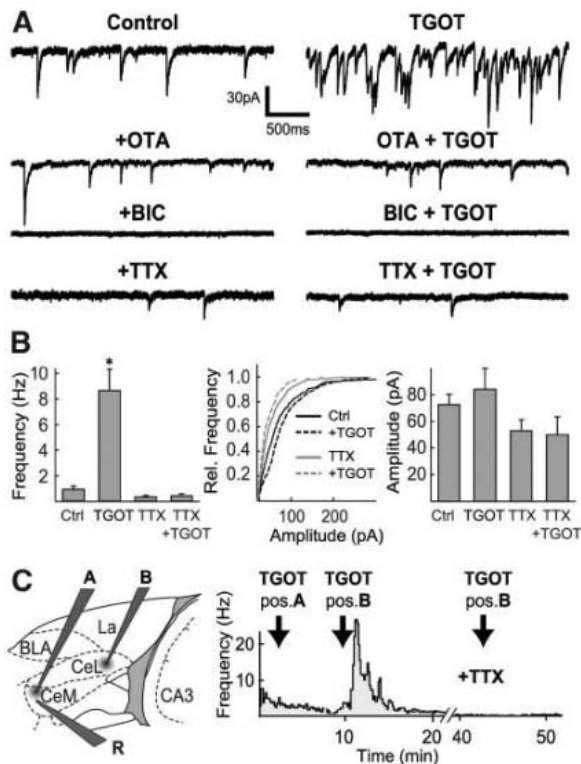 A
Control
TGOT
30pA
500ms
+OTA
OTA + TGOT
+BIC
BIC + TGOT
+TTX
TTX + TGOT
B
Frequency (Hz)
10
8
6
4
2
*
Ctrl
TGOT
TTX
TTX
+TGOT
Rel. Frequency
1.0
0.8
0.6
0.4
0.2
Ctrl
+TGOT
TTX
+TGOT
100
200
Amplitude (pA)
Amplitude (pA)
80
60
40
20
Ctrl
TGOT
TTX
TTX
+TGOT
C
A
B
La
BLA
CeL
CeM
CA3
R
TGOT
pos.A
TGOT
pos.B
TGOT
pos.B
+TTX
Frequency (Hz)
20
10
10
20
40
50
Time (min)